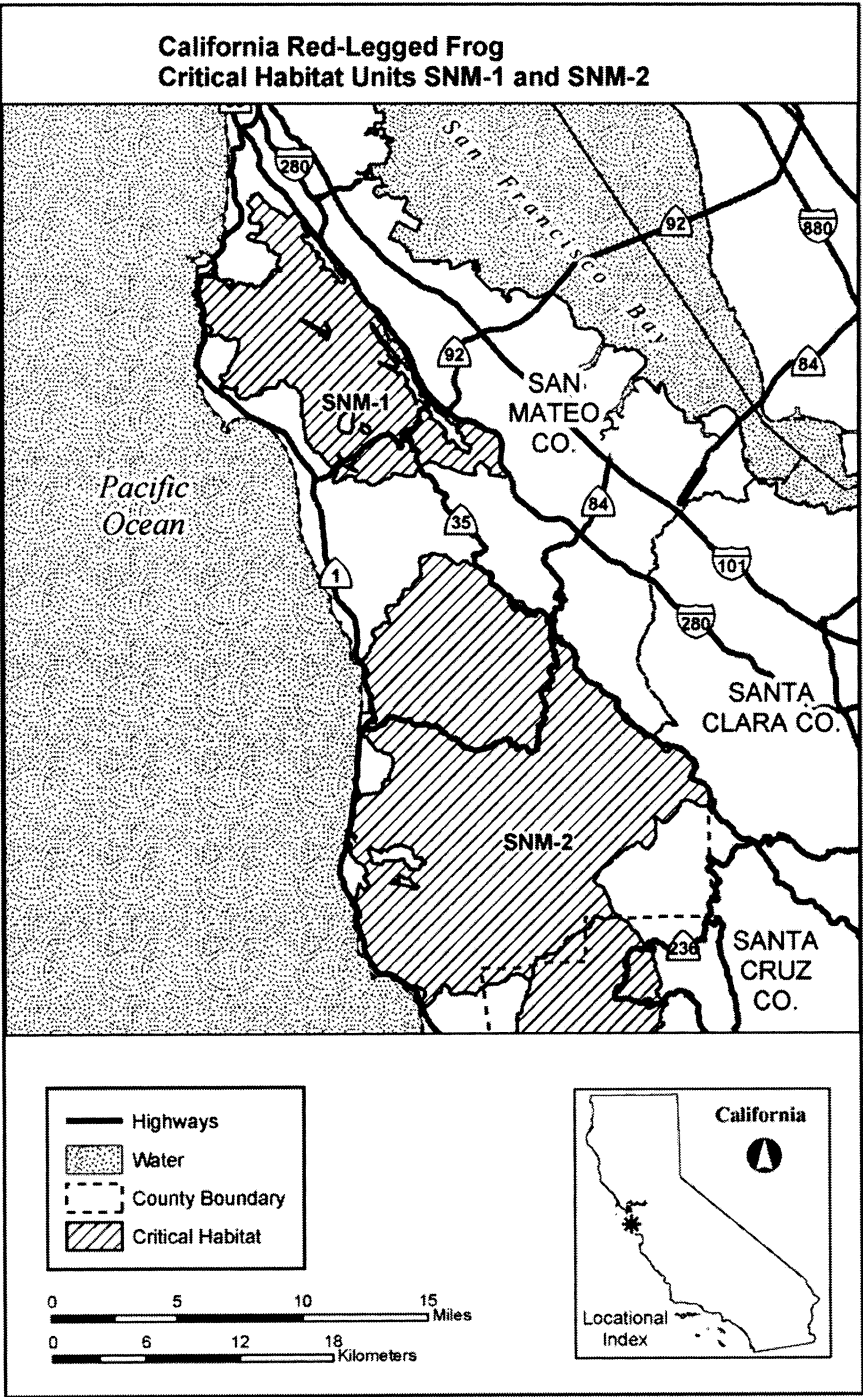 California Red-Legged Frog
Critical Habitat Units SNM-1 and SNM-2
280
San Francisco Bay
92
880
92
84
SNM-1
SAN
MATEO
CO.
Pacific
Ocean
84
35
101
1
280
SANTA
CLARA CO.
SNM-2
236
SANTA
CRUZ
CO.
Highways
Water
County Boundary
Critical Habitat
California
Locational
Index
0 5 10 15
Miles
0 6 12 18
Kilometers